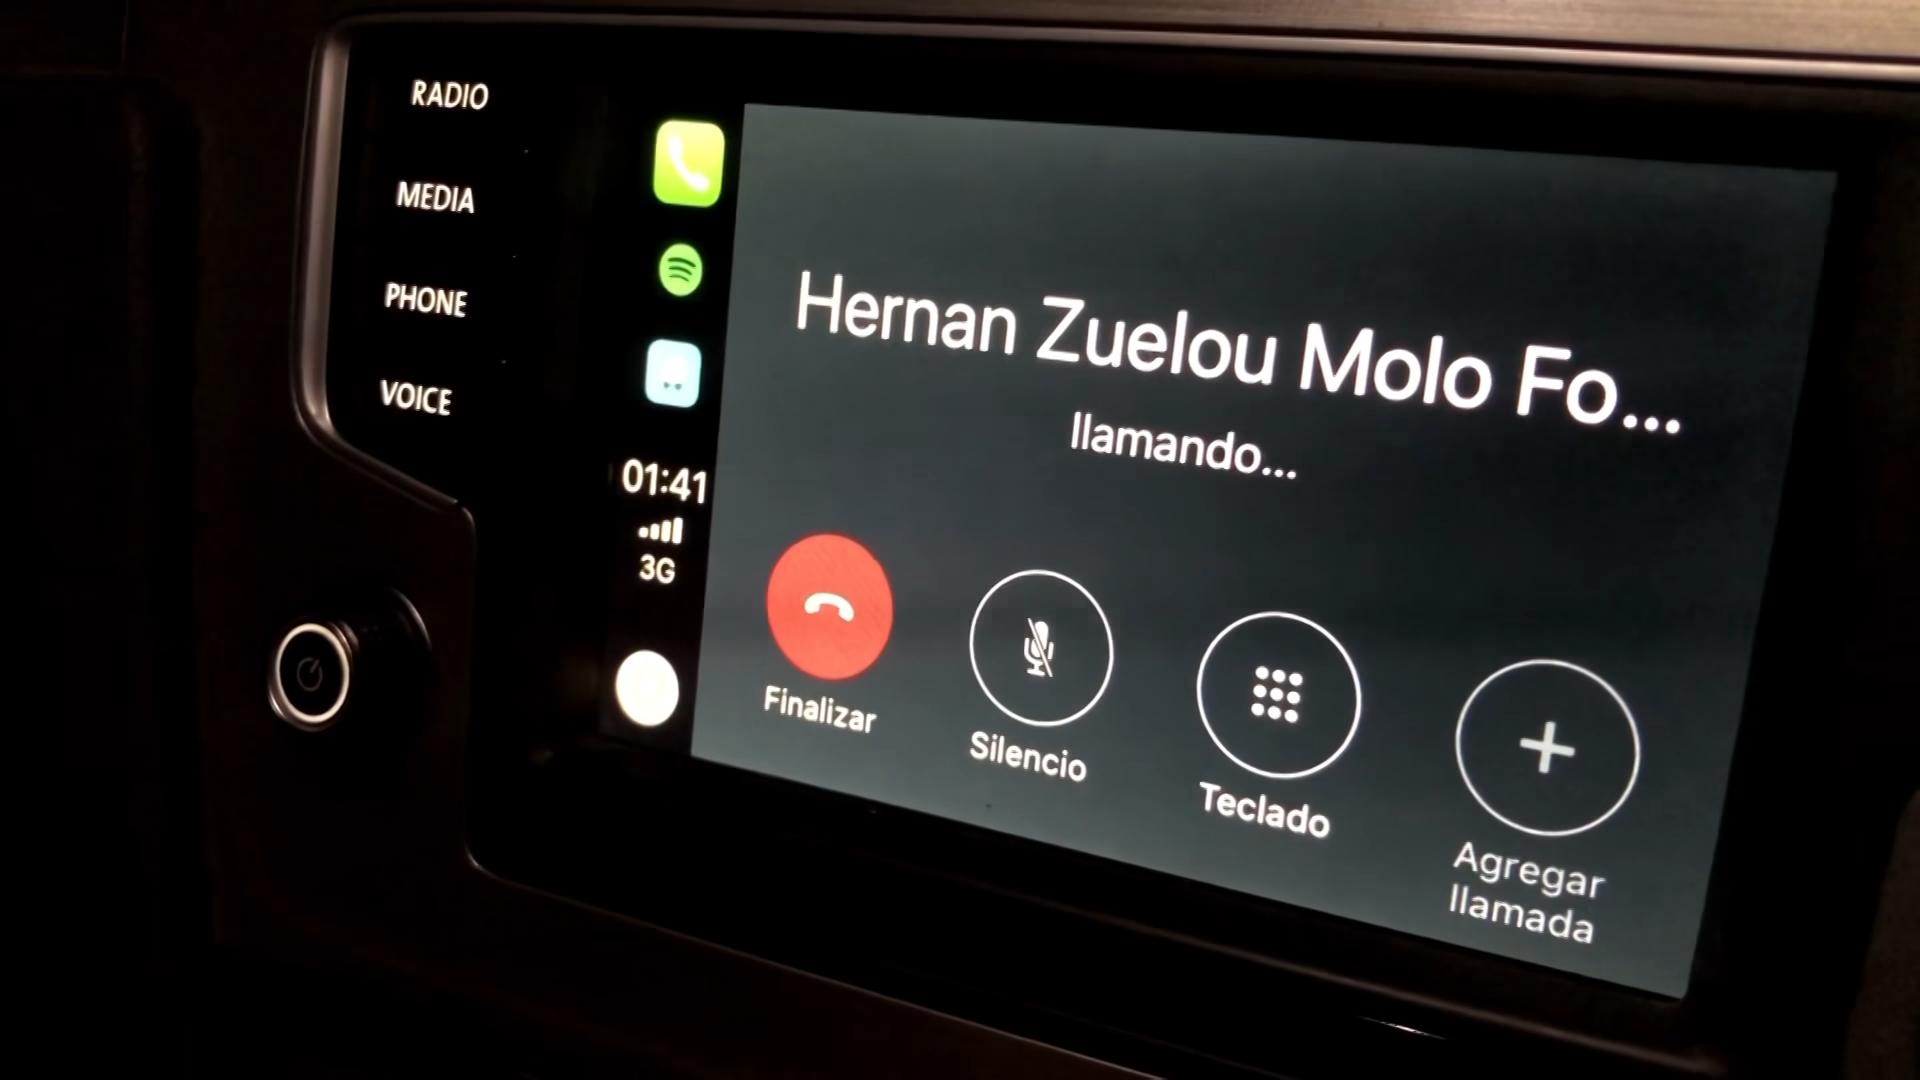 RADIO
MEDIA
PHONE
VOICE
01:41
3G
Hernan Zuelou Molo Fo...
llamando...
Finalizar
Silencio
Teclado
Agregar
llamada